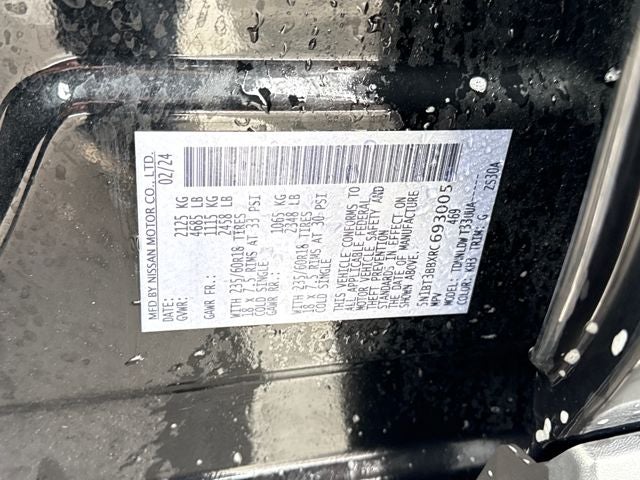 MFD BY NISSAN MOTOR CO., LTD.
DATE: 02/24
GVWR: 2125 KG
4685 LB
GAWR FR: 1115 KG
2458 LB
WITH 235/60R18 TIRES
18 X 7.5 RIMS AT 33 PSI
COLD SINGLE
GAWR RR: 1065 KG
2348 LB
WITH 235/60R18 TIRES
18 X 7.5 RIMS AT 30 PSI
COLD SINGLE
THIS VEHICLE CONFORMS TO
ALL APPLICABLE FEDERAL
MOTOR VEHICLE SAFETY AND
THEFT PREVENTION
STANDARDS IN EFFECT ON
THE DATE OF MANUFACTURE
SHOWN ABOVE.
693005
MPV 469
MODEL:
COLOR: KH3 TRIM: G 2S30A